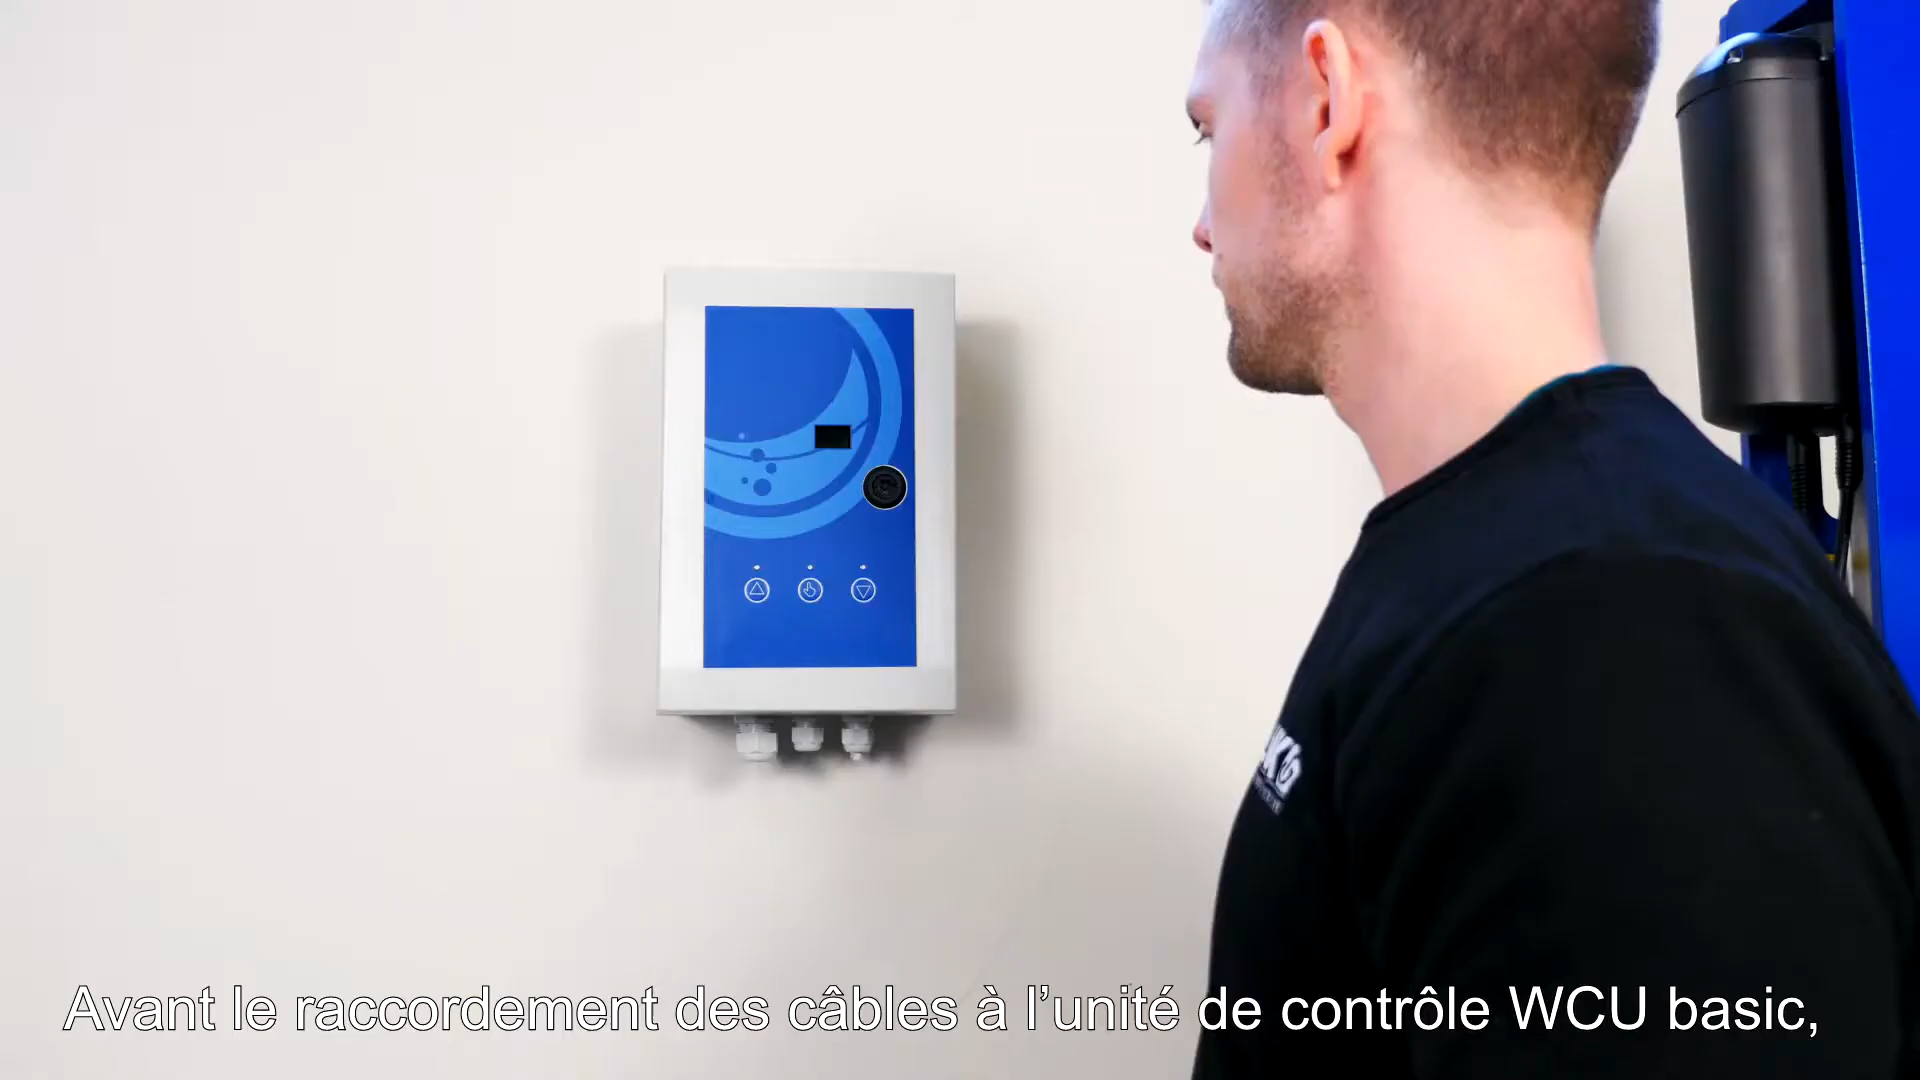 Avant le raccordement des câbles à l’unité de contrôle WCU basic,